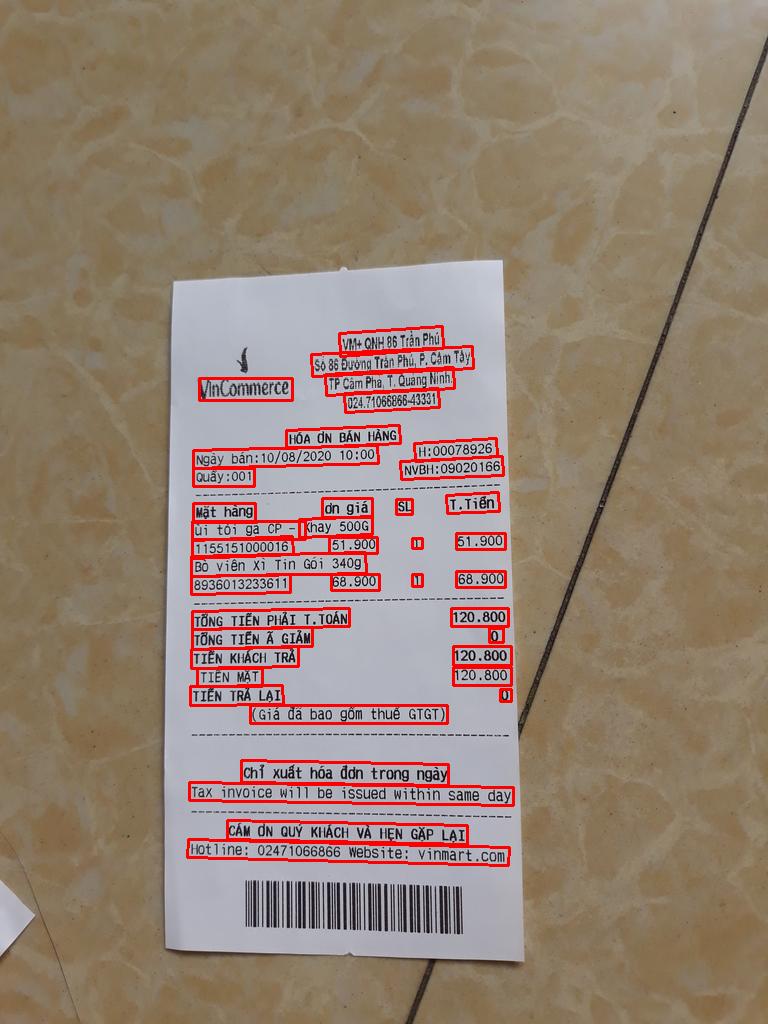 VinCommerce
VM+ QNH 86 Trần Phú
Số 86 Đường Trần Phú, P. Cẩm Tây
TP Cẩm Phả, T. Quảng Ninh.
024.71066866-43331
HÓA ƠN BÁN HÀNG
Ngày bán:10/08/2020 10:00 H:00078926
Quầy:001 NVBH:09020166
Mặt hàng ơn giá SL T.Tiền
ùi tỏi gà CP - Khay 500G
1155151000016 51.900 1 51.900
Bò viên Xì Tin Gói 340g
8936013233611 68.900 1 68.900
TỔNG TIỀN PHẢI T.TOÁN 120.800
TỔNG TIỀN Ã GIẢM 0
TIỀN KHÁCH TRẢ 120.800
TIỀN MẶT 120.800
TIỀN TRẢ LẠI 0
(Giá đã bao gồm thuế GTGT)
Chỉ xuất hóa đơn trong ngày
Tax invoice will be issued within same day
CÁM ƠN QUÝ KHÁCH VÀ HẸN GẶP LẠI
Hotline: 02471066866 Website: vinmart.com